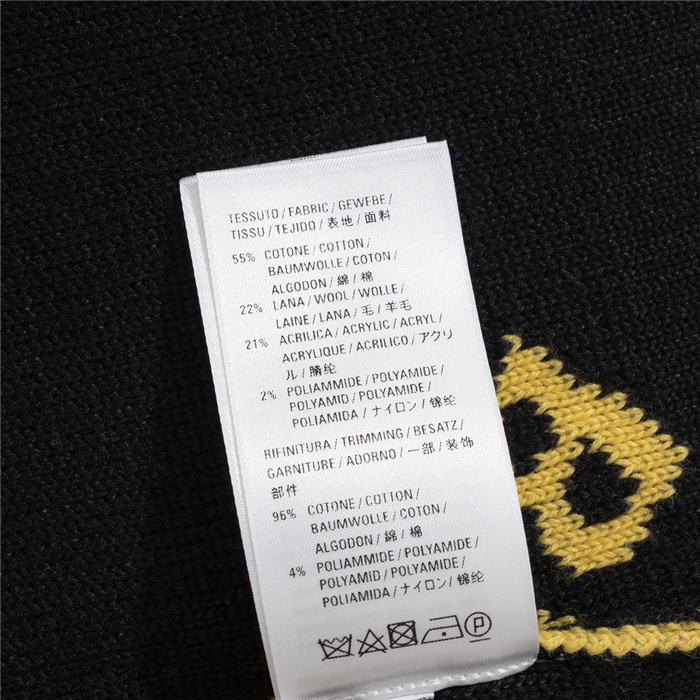 TESSUTO / FABRIC / GEWEBE /
TISSU / TEJIDO / 表地 / 面料
55% COTONE / COTTON /
BAUMWOLLE / COTON /
ALGODON / 綿 / 棉
22% LANA / WOOL / WOLLE /
LAINE / LANA / 毛 / 羊毛
21% ACRILICA / ACRYLIC / ACRYL /
ACRYLIQUE / ACRILICO / アクリ
ル / 腈纶
2% POLIAMMIDE / POLYAMIDE /
POLYAMID / POLYAMIDE /
POLIAMIDA / ナイロン / 锦纶
RIFINITURA / TRIMMING / BESATZ /
GARNITURE / ADORNO / 一部 / 装饰
部件
96% COTONE / COTTON /
BAUMWOLLE / COTON /
ALGODON / 綿 / 棉
4% POLIAMMIDE / POLYAMIDE /
POLYAMID / POLYAMIDE /
POLIAMIDA / ナイロン / 锦纶
P